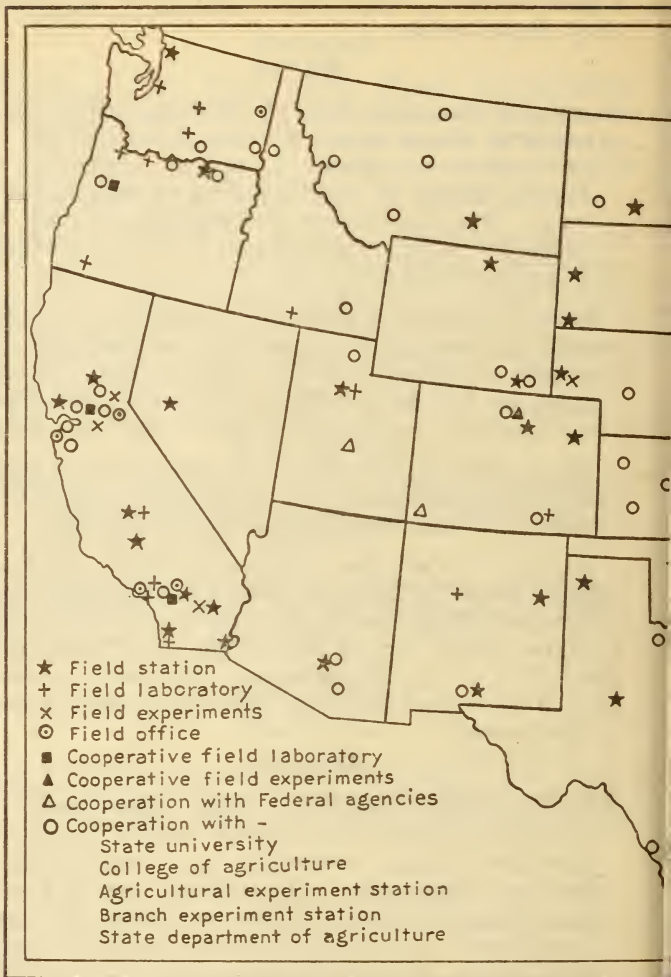 Field station
Field laboratory
Field experiments
Field office
Cooperative field laboratory
Cooperative field experiments
Cooperation with Federal agencies
Cooperation with -
State university
College of agriculture
Agricultural experiment station
Branch experiment station
State department of agriculture